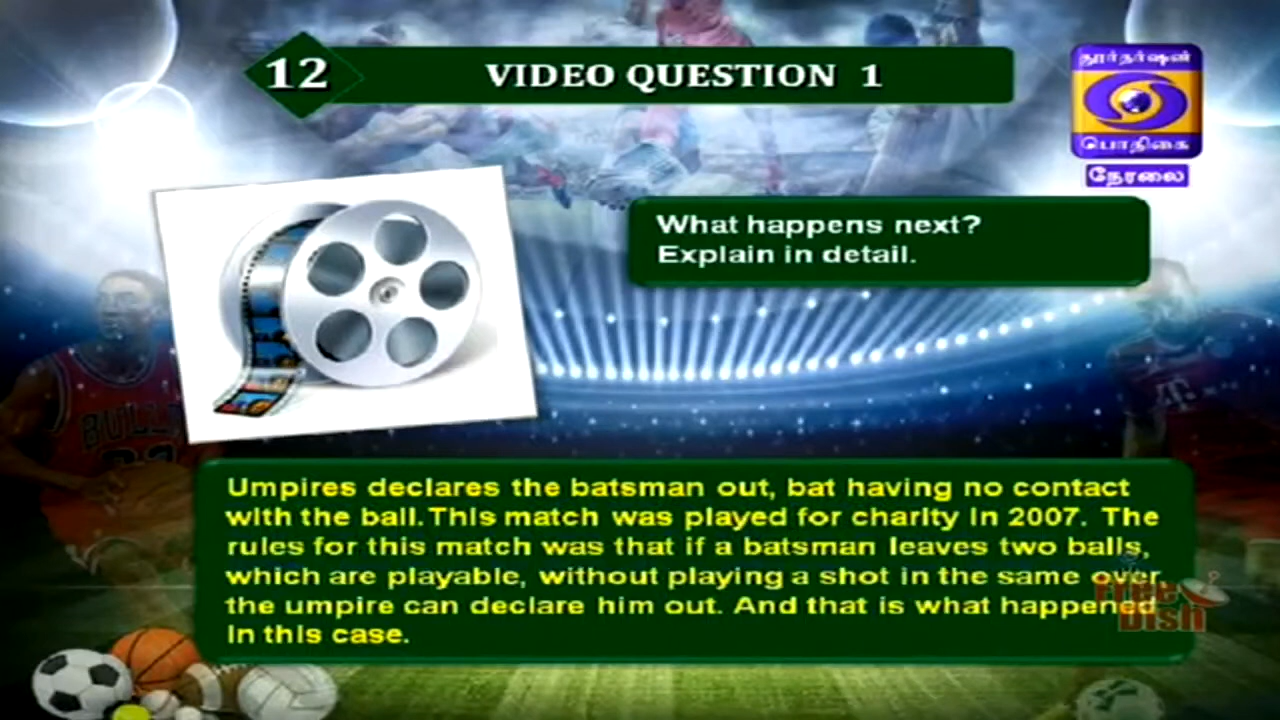 12
VIDEO QUESTION 1
தூர்தர்ஷன்
பொதிகை
நேரலை
What happens next?
Explain in detail.
BULLS
Umpires declares the batsman out, bat having no contact
with the ball. This match was played for charity in 2007. The
rules for this match was that if a batsman leaves two balls,
which are playable, without playing a shot in the same over,
the umpire can declare him out. And that is what happened
in this case.
Free
Dish